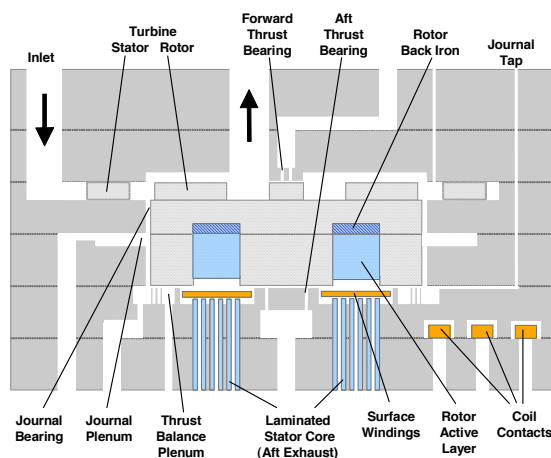 Inlet
Turbine
Stator Rotor
Forward
Thrust
Bearing
Aft
Thrust
Bearing
Rotor
Back Iron
Journal
Tap
Journal
Bearing
Journal
Plenum
Thrust
Balance
Plenum
Laminated
Stator Core
(Aft Exhaust)
Surface
Windings
Rotor
Active
Layer
Coil
Contacts